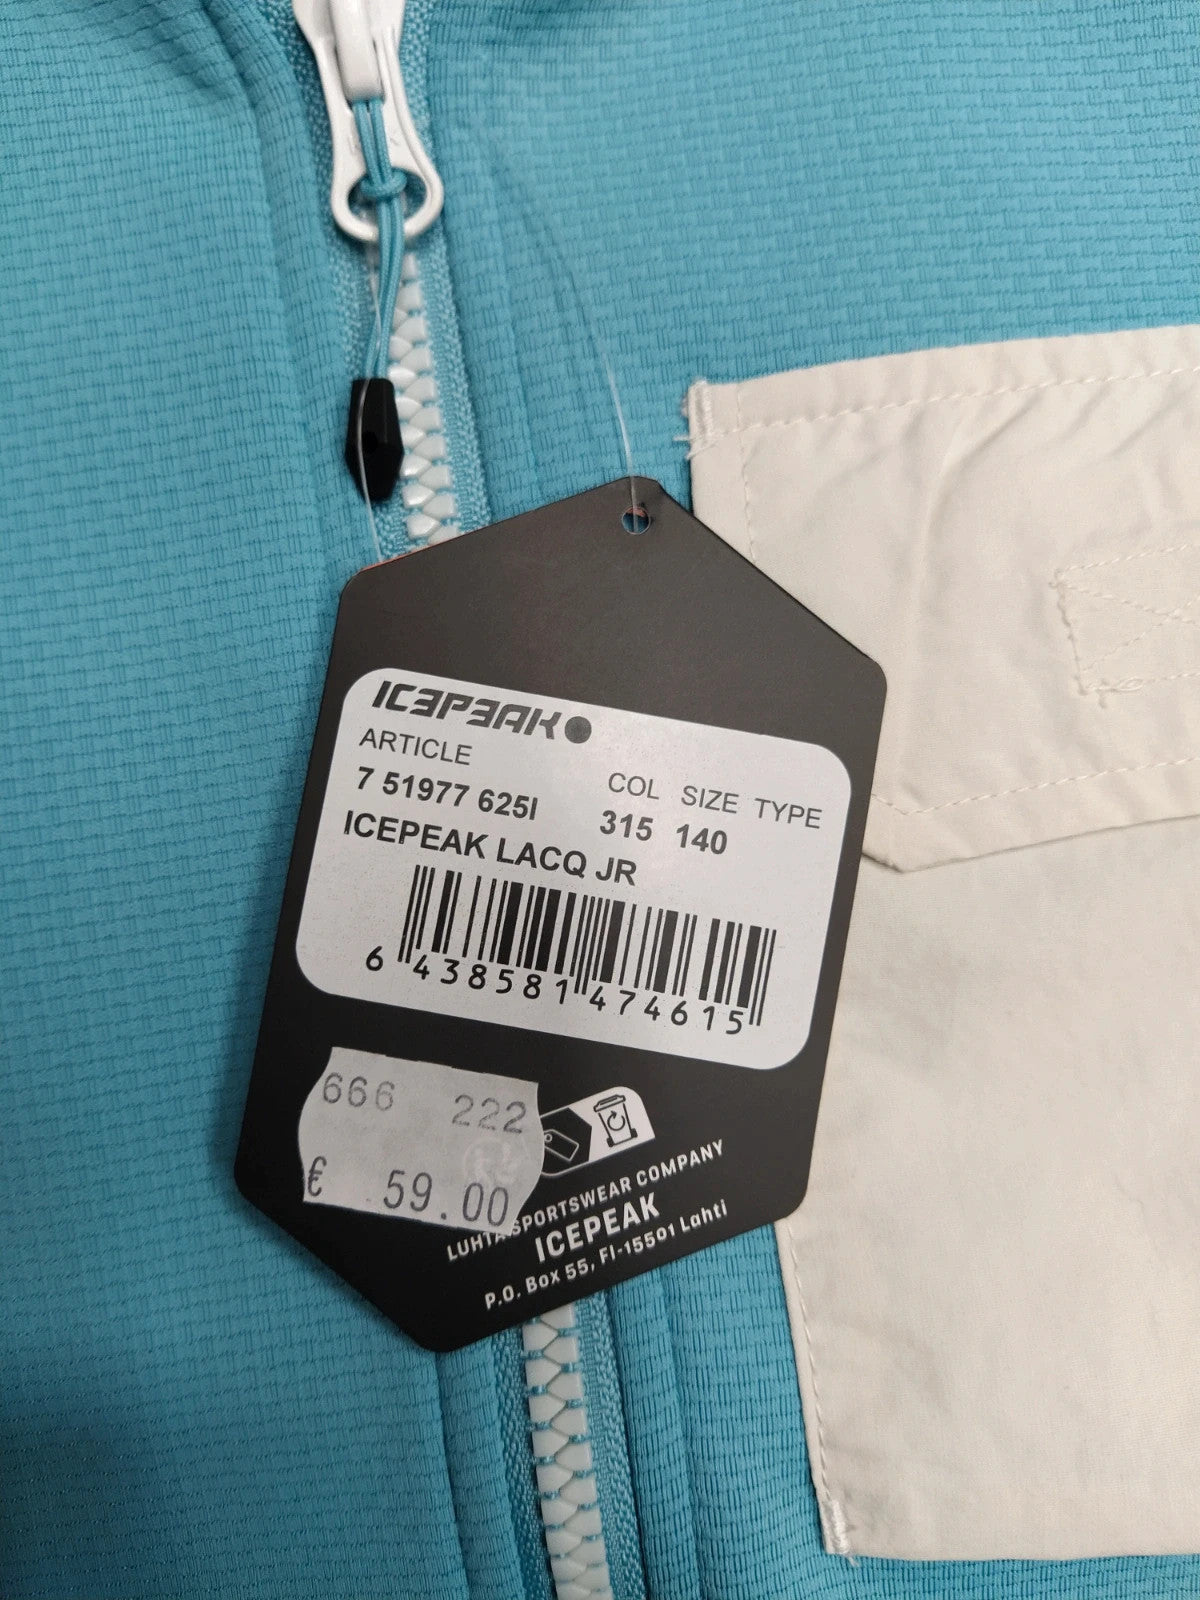 ICEPEAK
ARTICLE COL SIZE TYPE
7 51977 625I 315 140
ICEPEAK LACQ JR
6 438581 474615
666 222
€ 59.00
LUHTA SPORTSWEAR COMPANY
ICEPEAK
P.O. Box 55, FI-15501 Lahti